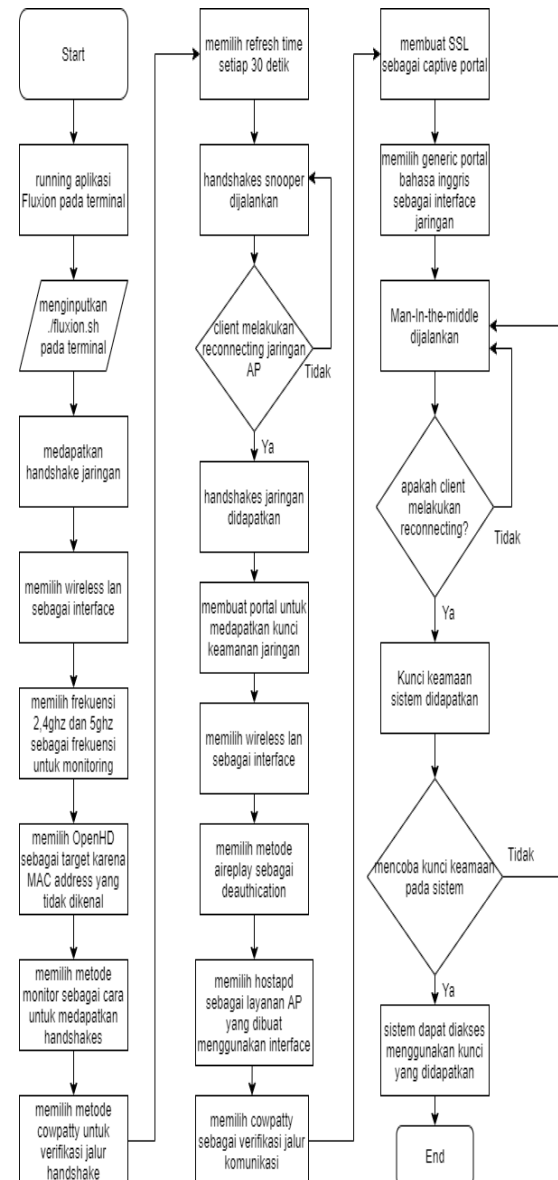 Start
running aplikasi
Fluxion pada terminal
menginputkan
./fluxion.sh
pada terminal
medapatkan
handshake jaringan
memilih wireless lan
sebagai interface
memilih frekuensi
2,4ghz dan 5ghz
sebagai frekuensi
untuk monitoring
memilih OpenHD
sebagai target karena
MAC address yang
tidak dikenal
memilih metode
monitor sebagai cara
untuk medapatkan
handshakes
memilih metode
cowpatty untuk
verifikasi jalur
handshake
memilih refresh time
setiap 30 detik
handshakes snooper
dijalankan
client melakukan
reconnecting jaringan
AP
Tidak
Ya
handshakes jaringan
didapatkan
membuat portal untuk
medapatkan kunci
keamanan jaringan
memilih wireless lan
sebagai interface
memilih metode
aireplay sebagai
deauthication
memilih hostapd
sebagai layanan AP
yang dibuat
menggunakan interface
memilih cowpatty
sebagai verifikasi jalur
komunikasi
membuat SSL
sebagai captive portal
memilih generic portal
bahasa inggris
sebagai interface
jaringan
Man-In-the-middle
dijalankan
apakah client
melakukan
reconnecting?
Tidak
Ya
Kunci keamaan
sistem didapatkan
mencoba kunci keamaan
pada sistem
Tidak
Ya
sistem dapat diakses
menggunakan kunci
yang didapatkan
End